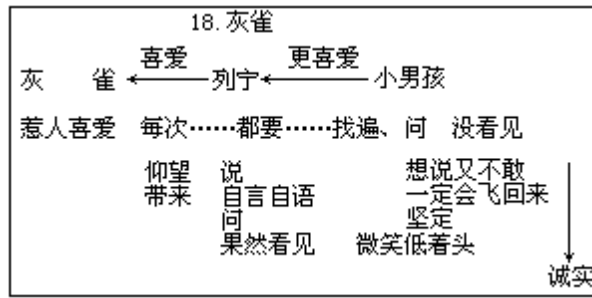 18.灰雀
喜爱 更喜爱
灰 雀 列宁 小男孩
惹人喜爱 每次……都要……找遍、问 没看见
仰望 说 想说又不敢
带来 自言自语 一定会飞回来
问 坚定
果然看见 微笑低着头
诚实